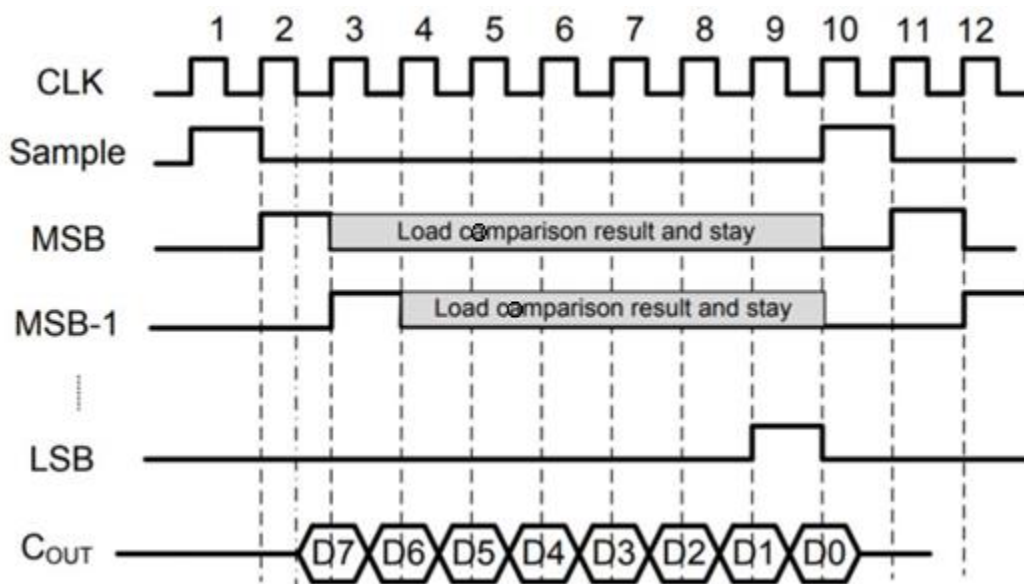 1 2 3 4 5 6 7 8 9 10 11 12
CLK
Sample
MSB Load comparison result and stay
MSB-1 Load comparison result and stay
LSB
COUT D7 D6 D5 D4 D3 D2 D1 D0